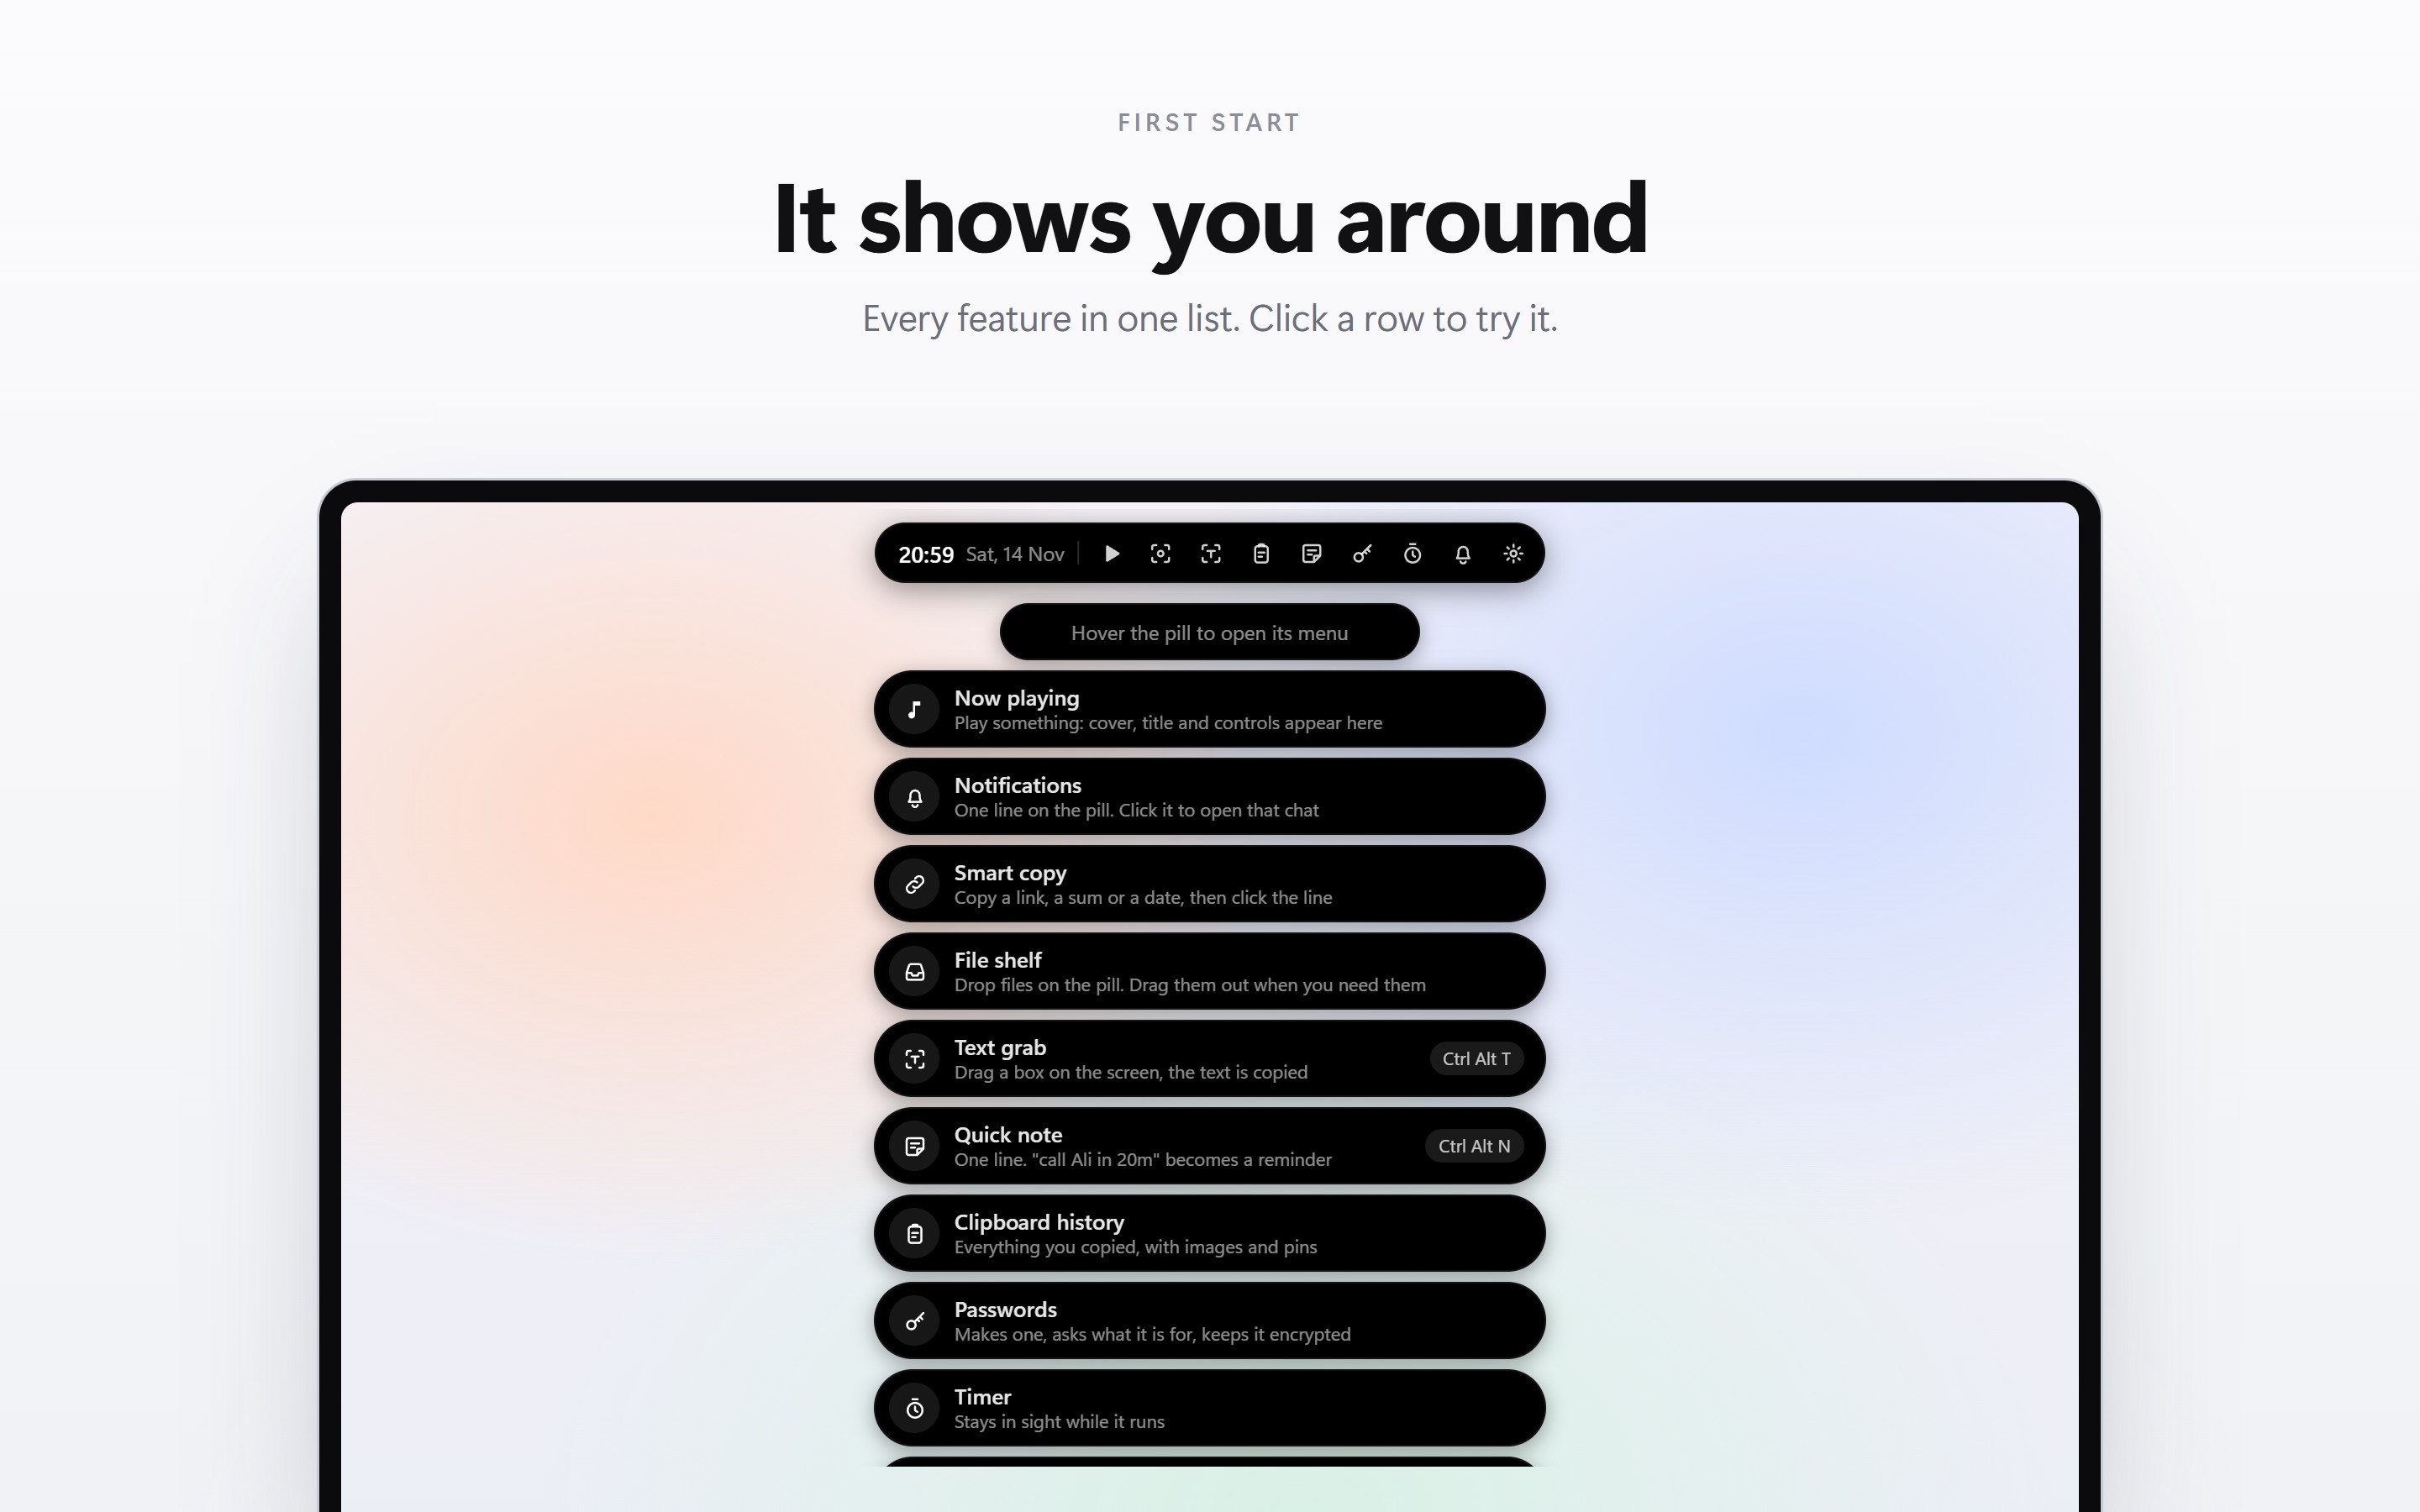 FIRST START
It shows you around
Every feature in one list. Click a row to try it.
20:59 Sat, 14 Nov
Hover the pill to open its menu
Now playing
Play something: cover, title and controls appear here
Notifications
One line on the pill. Click it to open that chat
Smart copy
Copy a link, a sum or a date, then click the line
File shelf
Drop files on the pill. Drag them out when you need them
Text grab
Drag a box on the screen, the text is copied
Ctrl Alt T
Quick note
One line. "call Ali in 20m" becomes a reminder
Ctrl Alt N
Clipboard history
Everything you copied, with images and pins
Passwords
Makes one, asks what it is for, keeps it encrypted
Timer
Stays in sight while it runs